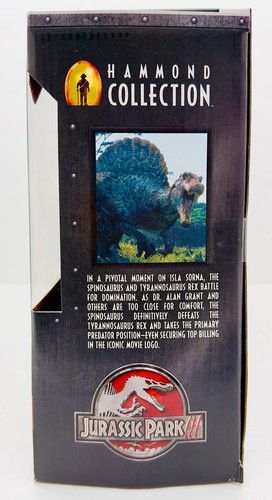 HAMMOND
COLLECTION
IN A PIVOTAL MOMENT ON ISLA SORNA, THE
SPINOSAURUS AND TYRANNOSAURUS REX BATTLE
FOR DOMINATION. AS DR. ALAN GRANT AND
OTHERS ARE TOO CLOSE FOR COMFORT, THE
SPINOSAURUS DEFINITIVELY DEFEATS THE
TYRANNOSAURUS REX AND TAKES THE PRIMARY
PREDATOR POSITION—EVEN SECURING TOP BILLING
IN THE ICONIC MOVIE LOGO.
JURASSIC PARK III